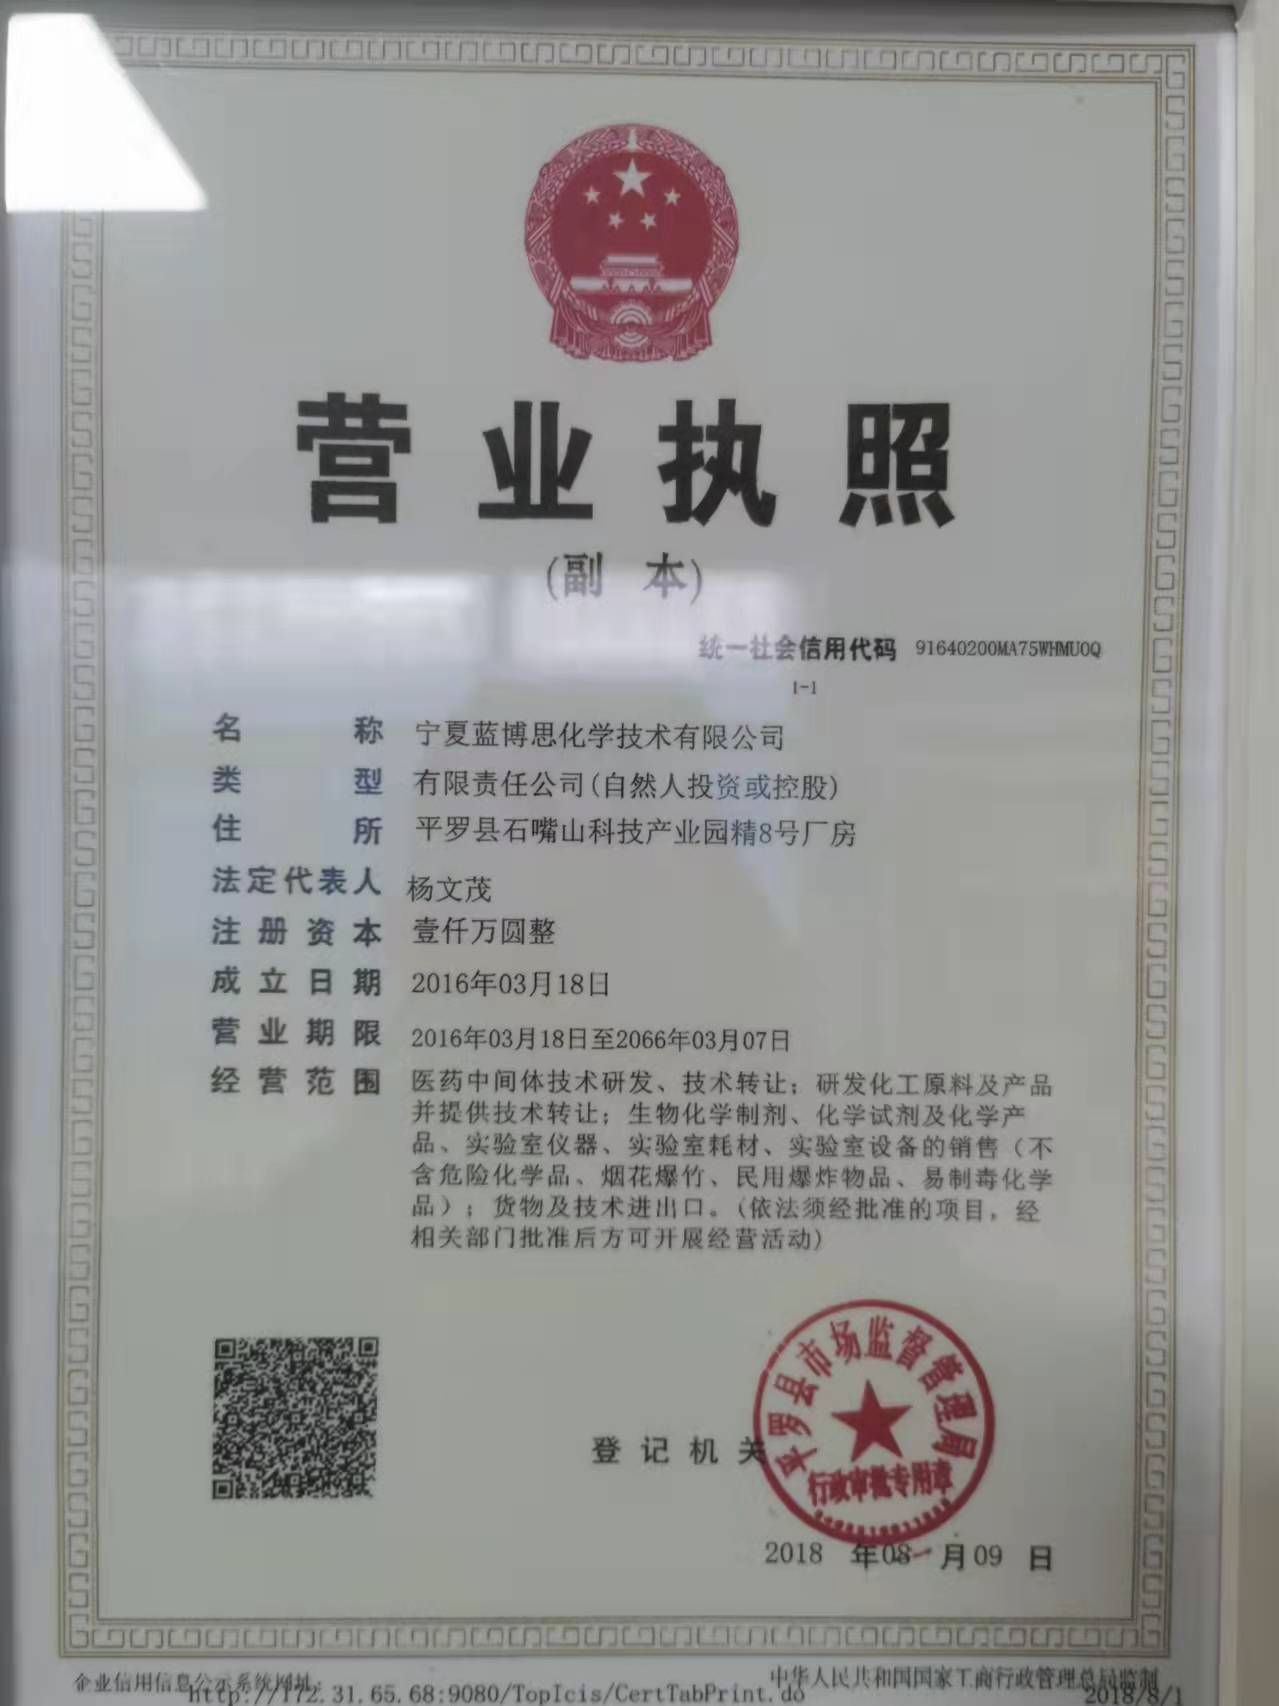 营业执照
(副 本)
统一社会信用代码 91640200MA75WHMU0Q
1-1
名称 宁夏蓝博思化学技术有限公司
类型 有限责任公司(自然人投资或控股)
住所 平罗县石嘴山科技产业园精8号厂房
法定代表人 杨文茂
注册资本 壹仟万圆整
成立日期 2016年03月18日
营业期限 2016年03月18日至2066年03月07日
经营范围 医药中间体技术研发、技术转让；研发化工原料及产品
并提供技术转让；生物化学制剂、化学试剂及化学产
品、实验室仪器、实验室耗材、实验室设备的销售（不
含危险化学品、烟花爆竹、民用爆炸物品、易制毒化学
品）；货物及技术进出口。(依法须经批准的项目，经
相关部门批准后方可开展经营活动)
平罗县市场监督管理局
行政审批专用章
登记机关
2018 年08 月09 日
企业信用信息公示系统网址：
中华人民共和国国家工商行政管理总局监制
http://172.31.65.68:9080/TopIcis/CertTabPrint.do
2018/8/1